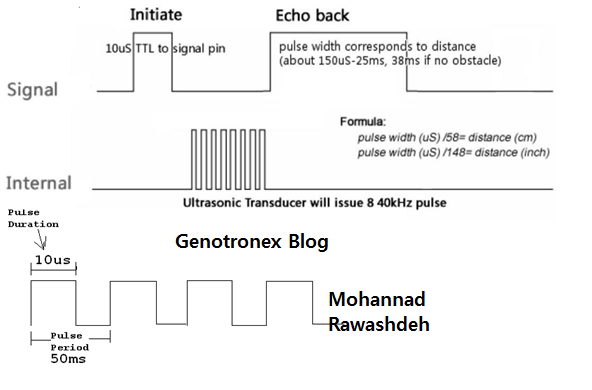 Initiate
Echo back
10uS TTL to signal pin
pulse width corresponds to distance
(about 150uS-25ms, 38ms if no obstacle)
Signal
Formula:
pulse width (uS) /58= distance (cm)
pulse width (uS) /148= distance (inch)
Internal
Ultrasonic Transducer will issue 8 40kHz pulse
Pulse
Duration
Genotronex Blog
10us
Mohannad
Rawashdeh
Pulse
Period
50ms